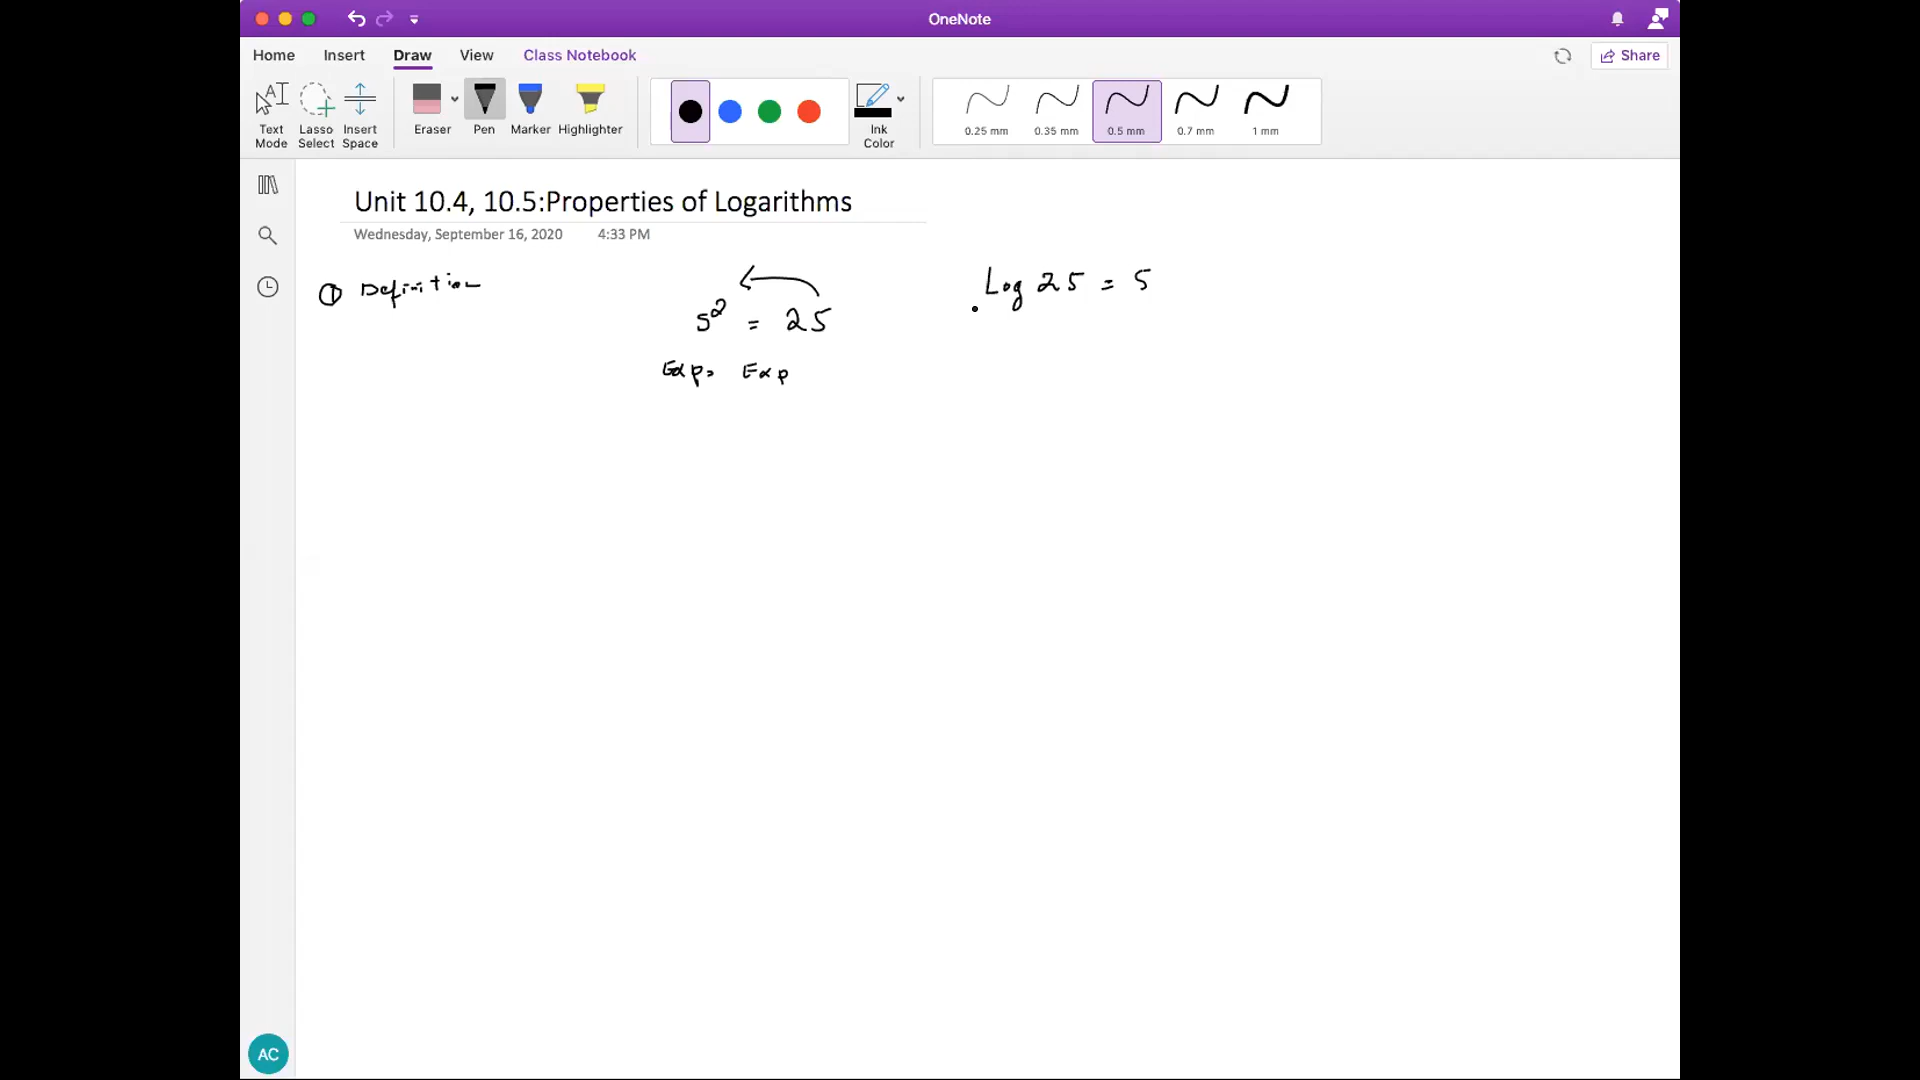 OneNote
Home Insert Draw View Class Notebook Share
Text Mode Lasso Select Insert Space Eraser Pen Marker Highlighter Ink Color 0.25 mm 0.35 mm 0.5 mm 0.7 mm 1 mm
Unit 10.4, 10.5:Properties of Logarithms
Wednesday, September 16, 2020 4:33 PM
① Definition
5² = 25
Exp = Exp
Log 25 = 5
AC